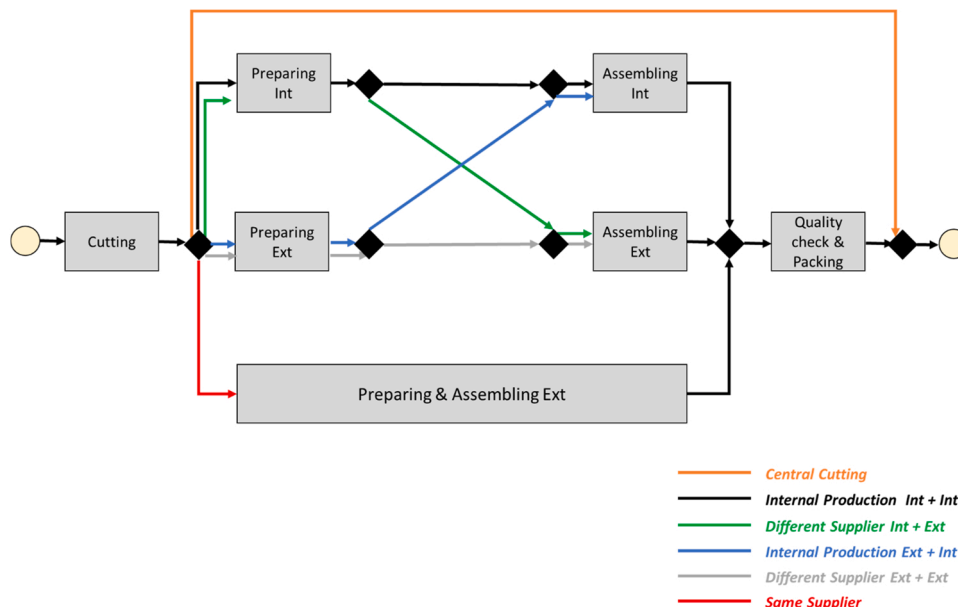 Preparing
Int
Assembling
Int
Cutting
Preparing
Ext
Assembling
Ext
Quality
check &
Packing
Preparing & Assembling Ext
Central Cutting
Internal Production Int + Int
Different Supplier Int + Ext
Internal Production Ext + Int
Different Supplier Ext + Ext
Same Supplier